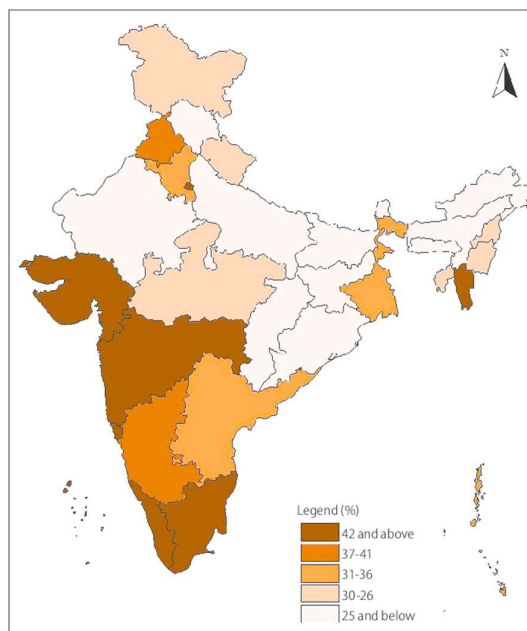 N
Legend (%)
42 and above
37-41
31-36
30-26
25 and below